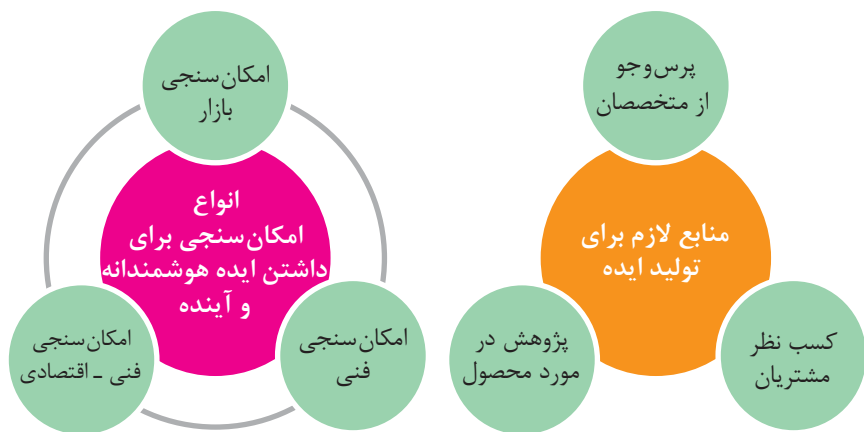 پرس‌وجو
از متخصصان
منابع لازم برای
تولید ایده
کسب نظر
مشتریان
پژوهش در
مورد محصول
امکان‌سنجی
بازار
انواع
امکان‌سنجی برای
داشتن ایده هوشمندانه
و آینده
امکان‌سنجی
فنی
امکان‌سنجی
فنی ـ اقتصادی